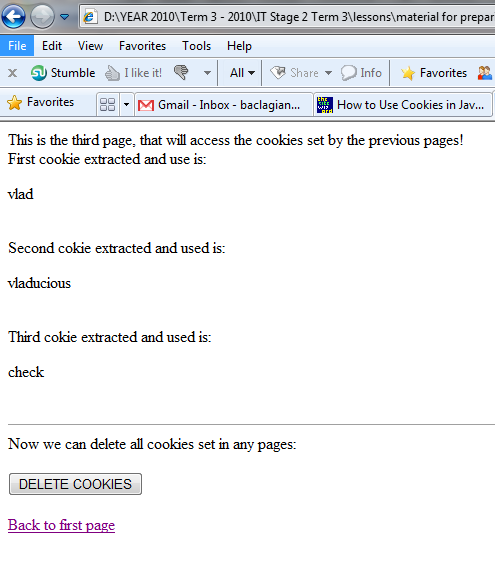 D:\YEAR 2010\Term 3 - 2010\IT Stage 2 Term 3\lessons\material for prepar
File Edit View Favorites Tools Help
Stumble I like it! All Share Info Favorites
Favorites Gmail - Inbox - baclagian... How to Use Cookies in Jav...
This is the third page, that will access the cookies set by the previous pages!
First cookie extracted and use is:
vlad
Second cokie extracted and used is:
vladucious
Third cokie extracted and used is:
check
Now we can delete all cookies set in any pages:
DELETE COOKIES
Back to first page